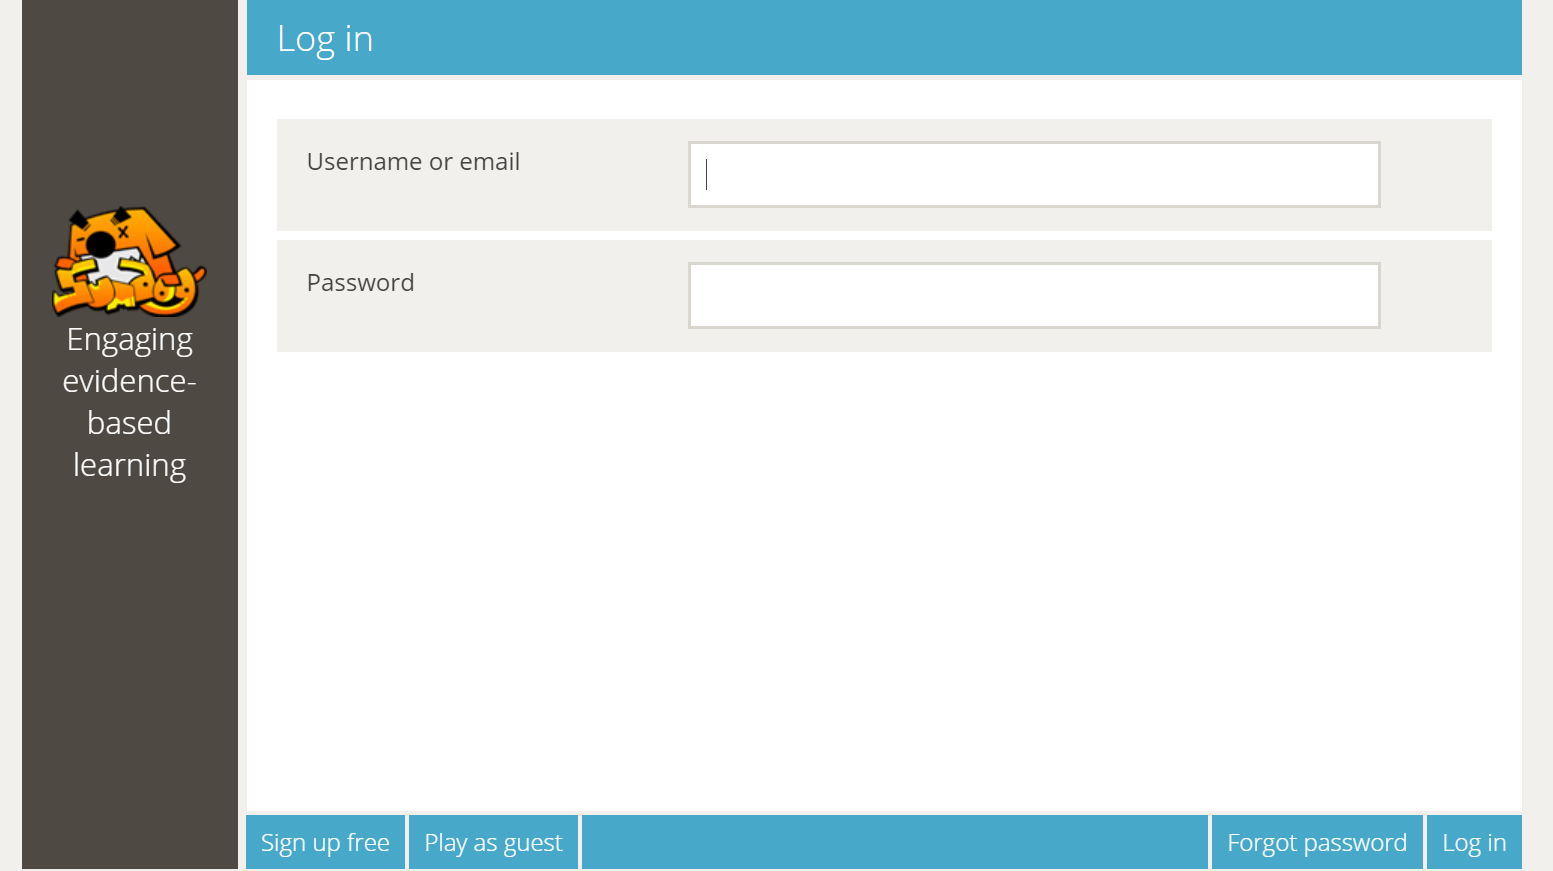 Log in
Username or email
Password
Sumdog
Engaging
evidence-
based
learning
Sign up free
Play as guest
Forgot password
Log in